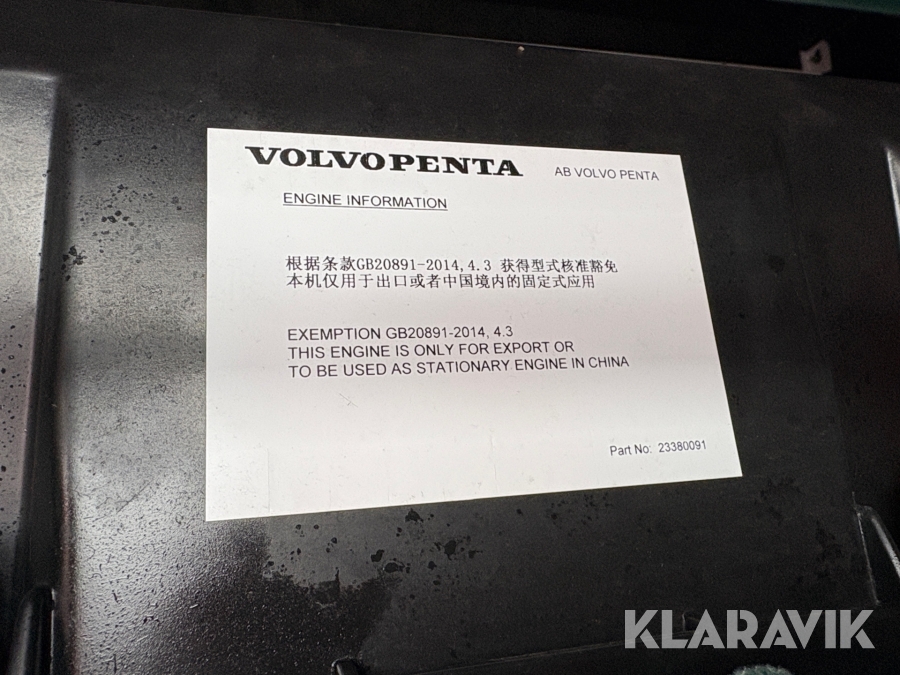 VOLVO PENTA
AB VOLVO PENTA
ENGINE INFORMATION
根据条款GB20891-2014,4.3 获得型式核准豁免
本机仅用于出口或者中国境内的固定式应用
EXEMPTION GB20891-2014, 4.3
THIS ENGINE IS ONLY FOR EXPORT OR
TO BE USED AS STATIONARY ENGINE IN CHINA
Part No: 23380091
KLARAVIK